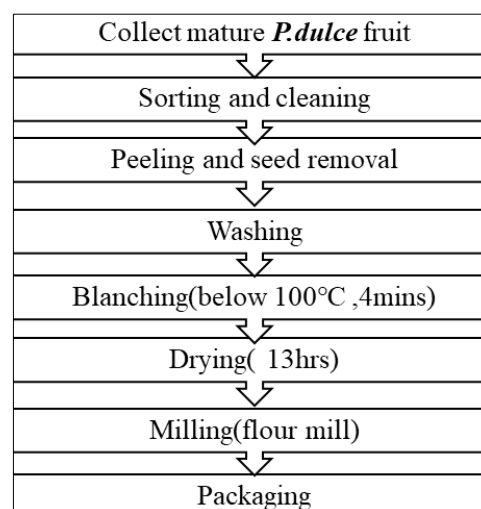 Collect mature P.dulce fruit
Sorting and cleaning
Peeling and seed removal
Washing
Blanching(below 100°C ,4mins)
Drying( 13hrs)
Milling(flour mill)
Packaging